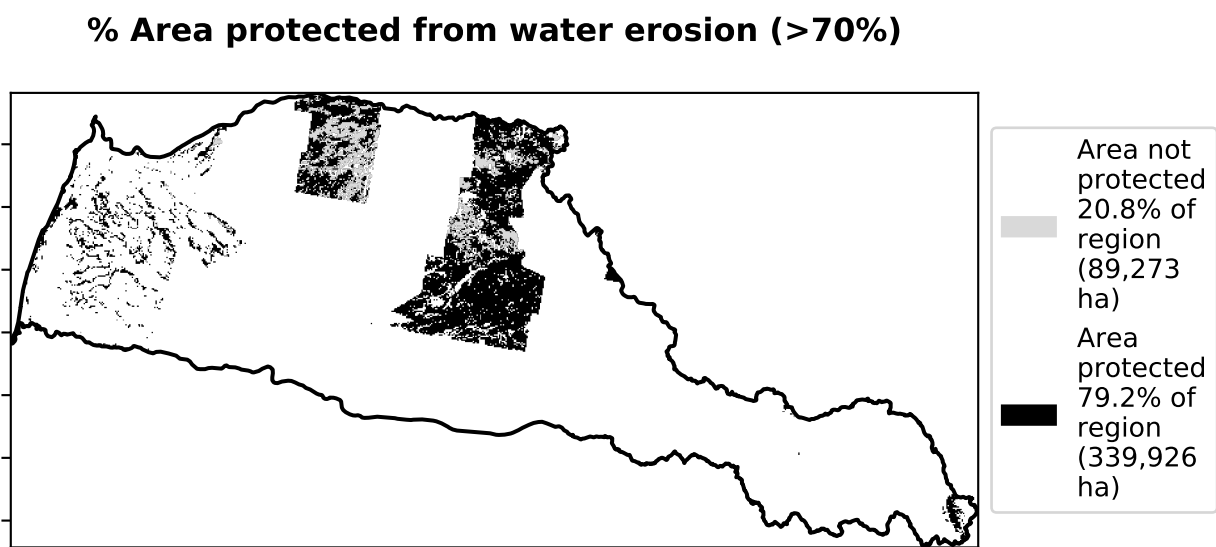 % Area protected from water erosion (>70%)
Area not
protected
20.8% of
region
(89,273
ha)
Area
protected
79.2% of
region
(339,926
ha)